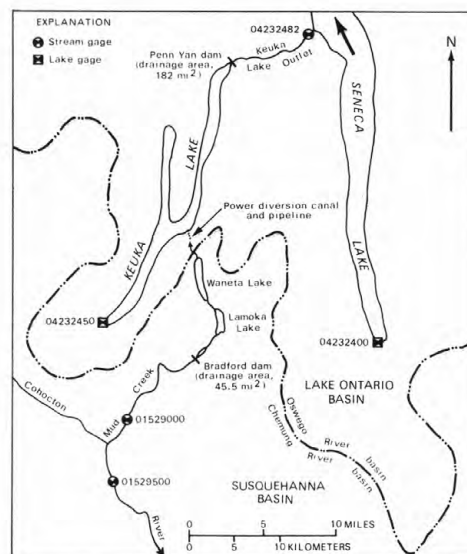 EXPLANATION
Stream gage
Lake gage
04232482
Penn Yan dam
(drainage area,
182 mi²)
Keuka
Lake Outlet
N
SENECA
LAKE
LAKE
KEUKA
Power diversion canal
and pipeline
Waneta Lake
Lamoka
Lake
04232450
04232400
Bradford dam
(drainage area,
45.5 mi²)
LAKE ONTARIO
BASIN
Cohocton
Mud Creek
01529000
Oswego River basin
Chemung River basin
01529500
SUSQUEHANNA
BASIN
River
0 5 10 MILES
0 5 10 KILOMETERS